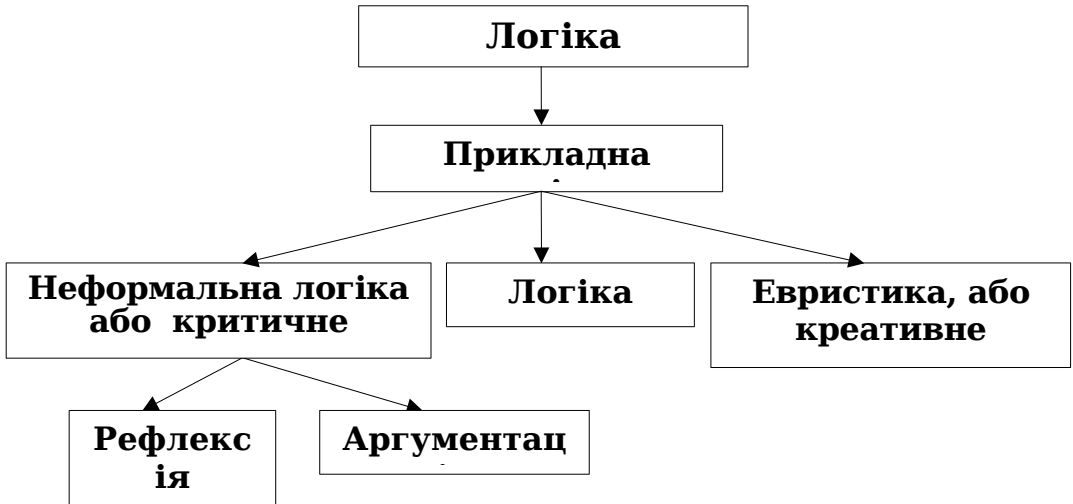 Логіка
Прикладна
Неформальна логіка
або критичне
Логіка
Евристика, або
креативне
Рефлекс
ія
Аргументац